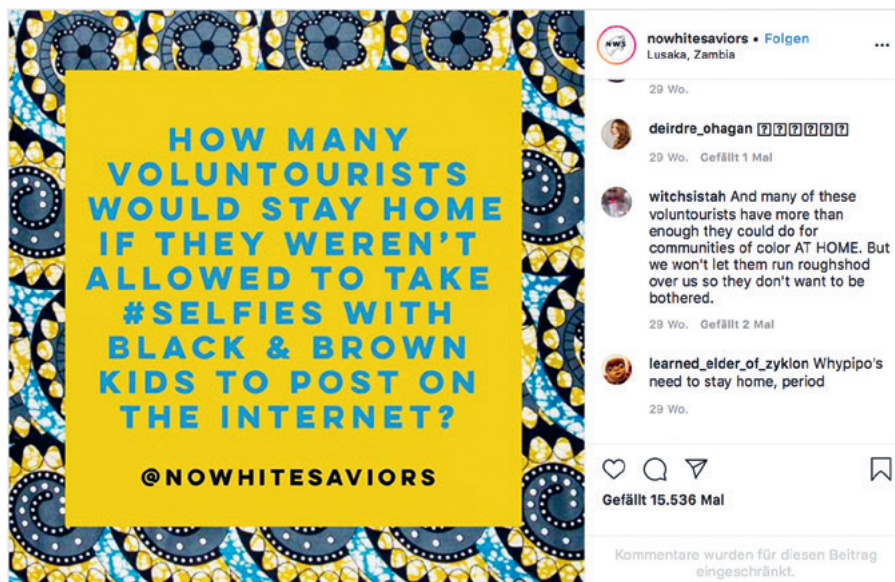 HOW MANY
VOLUNTOURISTS
WOULD STAY HOME
IF THEY WEREN'T
ALLOWED TO TAKE
#SELFIES WITH
BLACK & BROWN
KIDS TO POST ON
THE INTERNET?
@NOWHITESAVIORS
NWS
nowhitesaviors • Folgen
Lusaka, Zambia
29 Wo.
deirdre_ohagan
29 Wo. Gefällt 1 Mal
witchsistah And many of these
voluntourists have more than
enough they could do for
communities of color AT HOME. But
we won't let them run roughshod
over us so they don't want to be
bothered.
29 Wo. Gefällt 2 Mal
learned_elder_of_zyklon Whypipo's
need to stay home, period
29 Wo.
Gefällt 15.536 Mal
Kommentare wurden für diesen Beitrag
eingeschränkt.